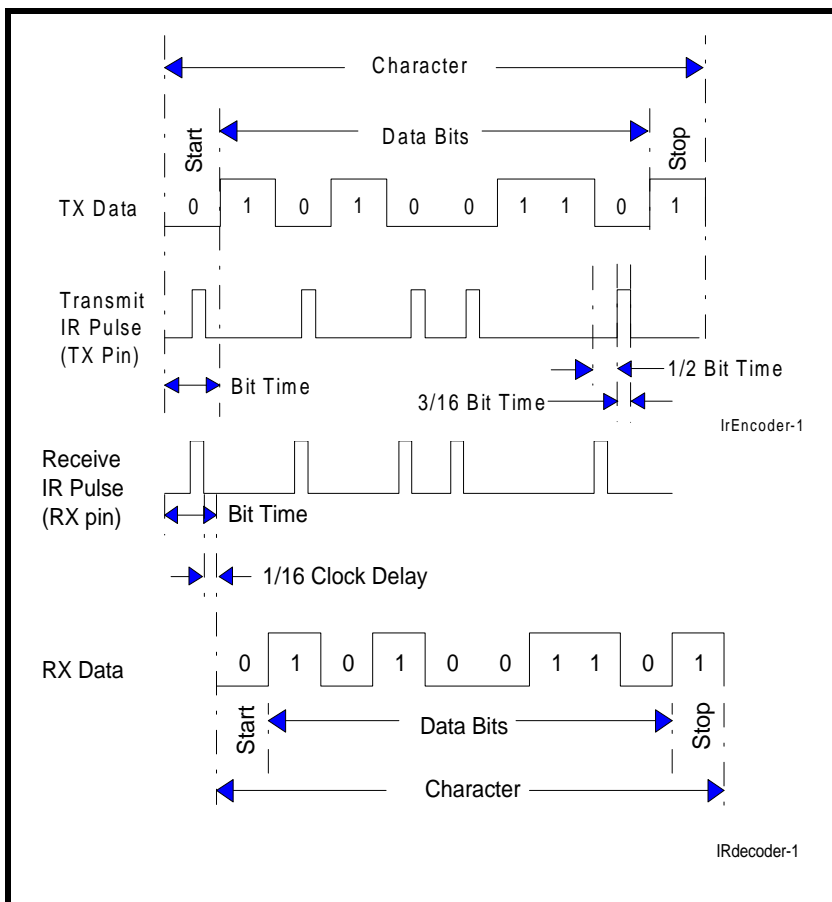 Character
Start
Data Bits
Stop
TX Data
0 1 0 1 0 0 1 1 0 1
Transmit
IR Pulse
(TX Pin)
Bit Time
1/2 Bit Time
3/16 Bit Time
IrEncoder-1
Receive
IR Pulse
(RX pin)
Bit Time
1/16 Clock Delay
RX Data
0 1 0 1 0 0 1 1 0 1
Start
Data Bits
Stop
Character
IRdecoder-1